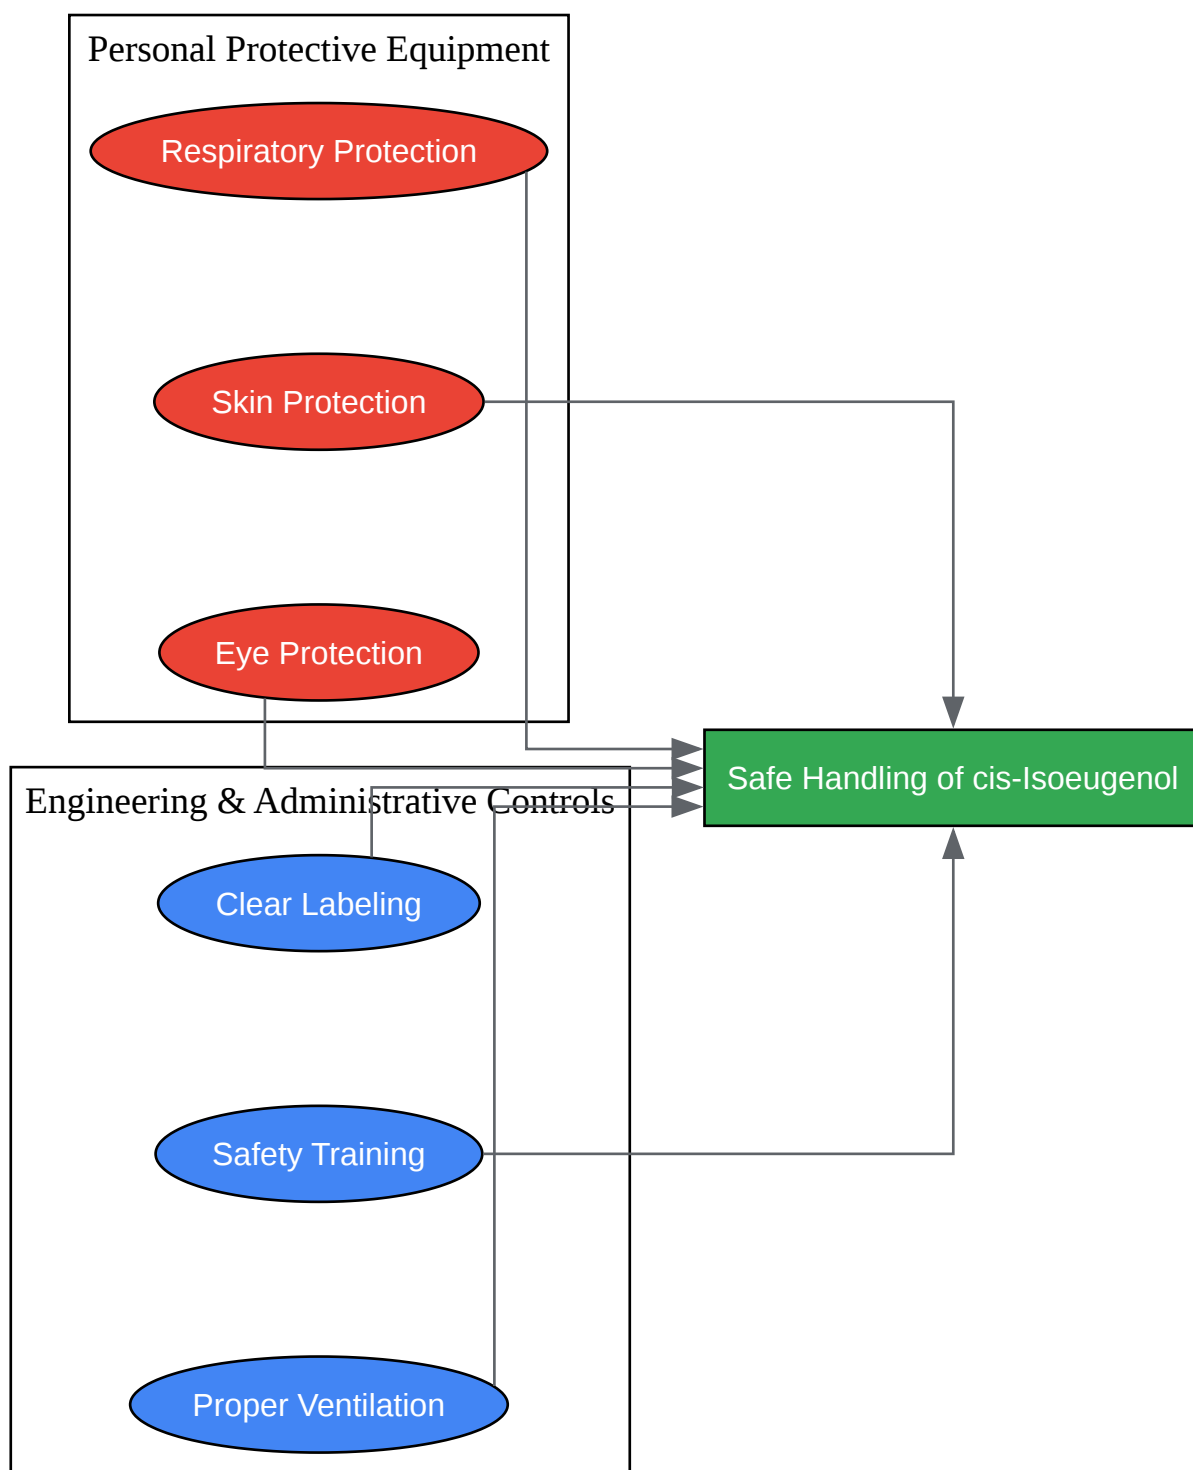 Personal Protective Equipment
Respiratory Protection
Skin Protection
Eye Protection
Safe Handling of cis-Isoeugenol
Engineering & Administrative Controls
Clear Labeling
Safety Training
Proper Ventilation